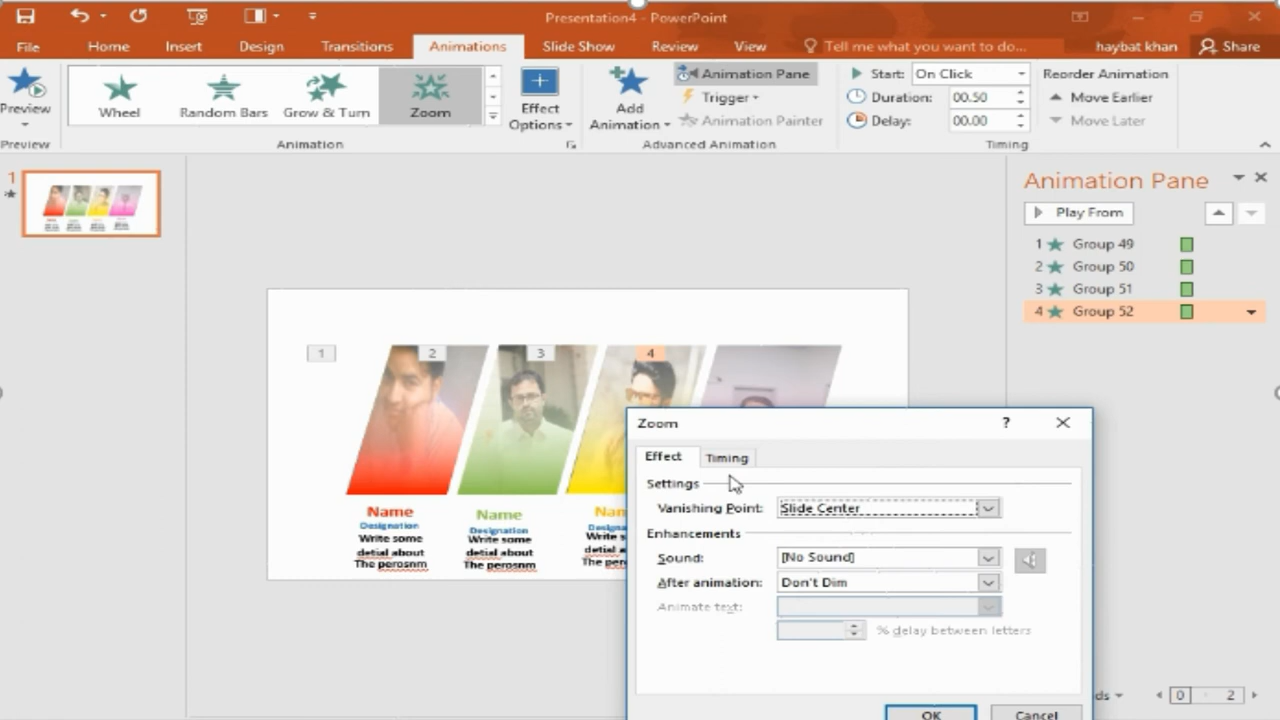 Presentation4 - PowerPoint
File Home Insert Design Transitions Animations Slide Show Review View Tell me what you want to do... haybat khan Share
Preview
Wheel Random Bars Grow & Turn Zoom
Effect Options
Add Animation
Animation Pane
Trigger
Animation Painter
Start: On Click
Duration: 00.50
Delay: 00.00
Reorder Animation
Move Earlier
Move Later
Preview Animation Advanced Animation Timing
1
Animation Pane
Play From
1 Group 49
2 Group 50
3 Group 51
4 Group 52
1 2 3 4
Name
Designation
Write some
detial about
The perosnm
Name
Designation
Write some
detial about
The perosnm
Zoom ?
Effect Timing
Settings
Vanishing Point: Slide Center
Enhancements
Sound: [No Sound]
After animation: Don't Dim
Animate text:
% delay between letters
OK Cancel
0 2